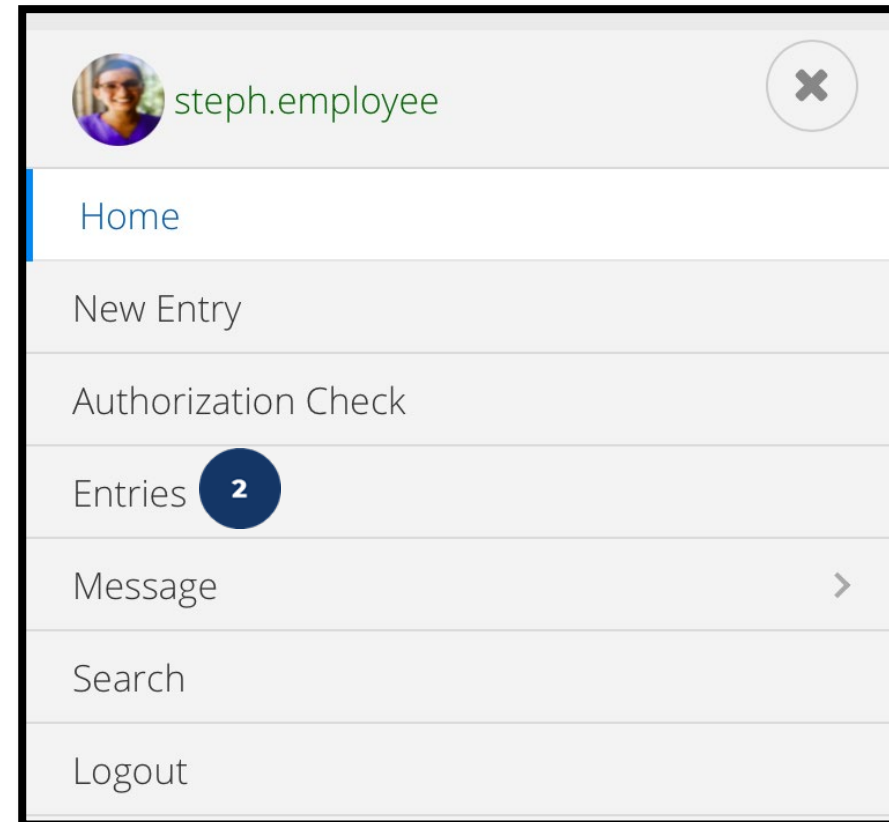 steph.employee
Home
New Entry
Authorization Check
Entries 2
Message
Search
Logout